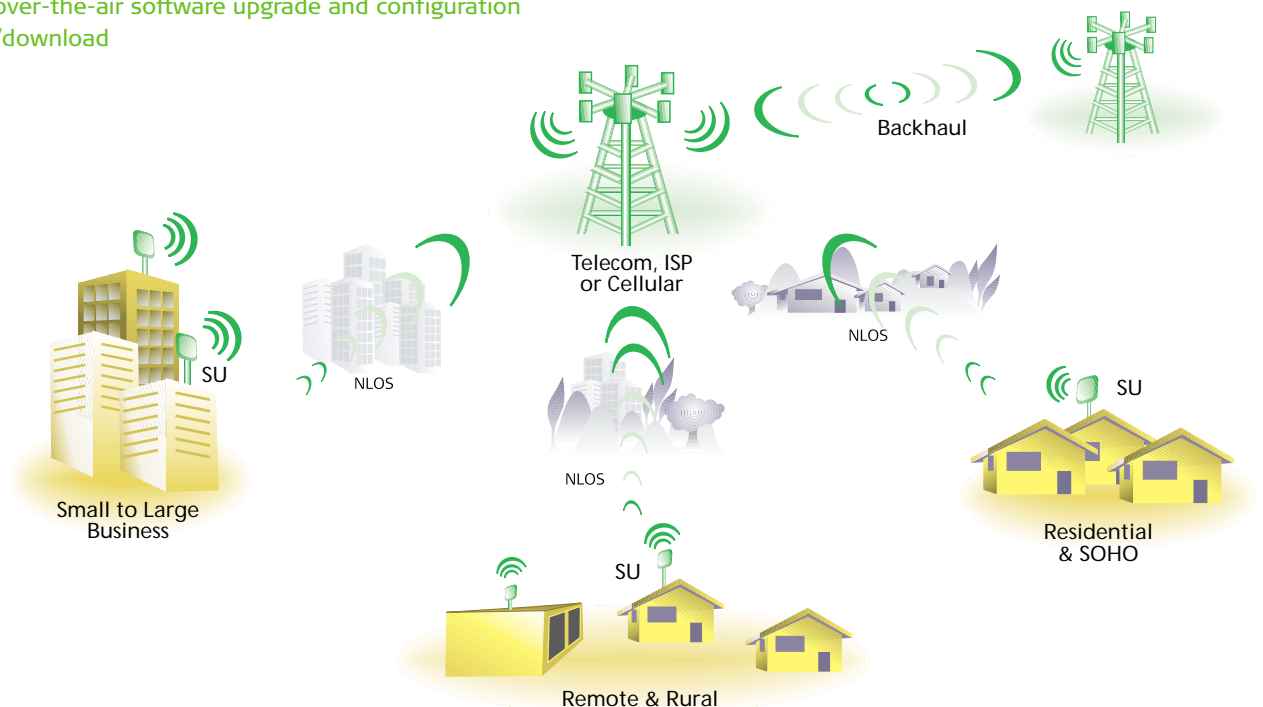 over-the-air software upgrade and configuration
/download
Backhaul
Telecom, ISP
or Cellular
NLOS
SU
NLOS
SU
NLOS
Small to Large
Business
Residential
& SOHO
SU
Remote & Rural